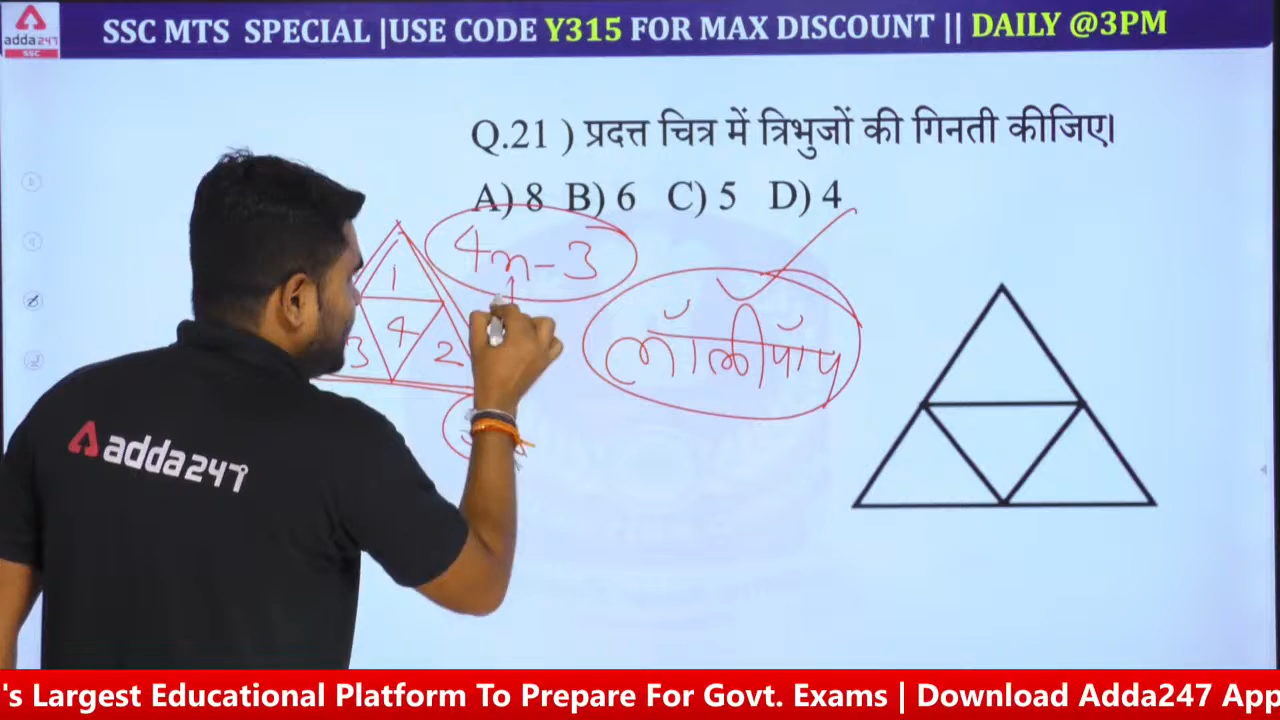 adda247
SSC
SSC MTS SPECIAL |USE CODE Y315 FOR MAX DISCOUNT || DAILY @3PM
Q.21 ) प्रदत्त चित्र में त्रिभुजों की गिनती कीजिए।
A) 8 B) 6 C) 5 D) 4
4n-3
लॉलीपॉप
1
4
3
2
adda247
's Largest Educational Platform To Prepare For Govt. Exams | Download Adda247 App